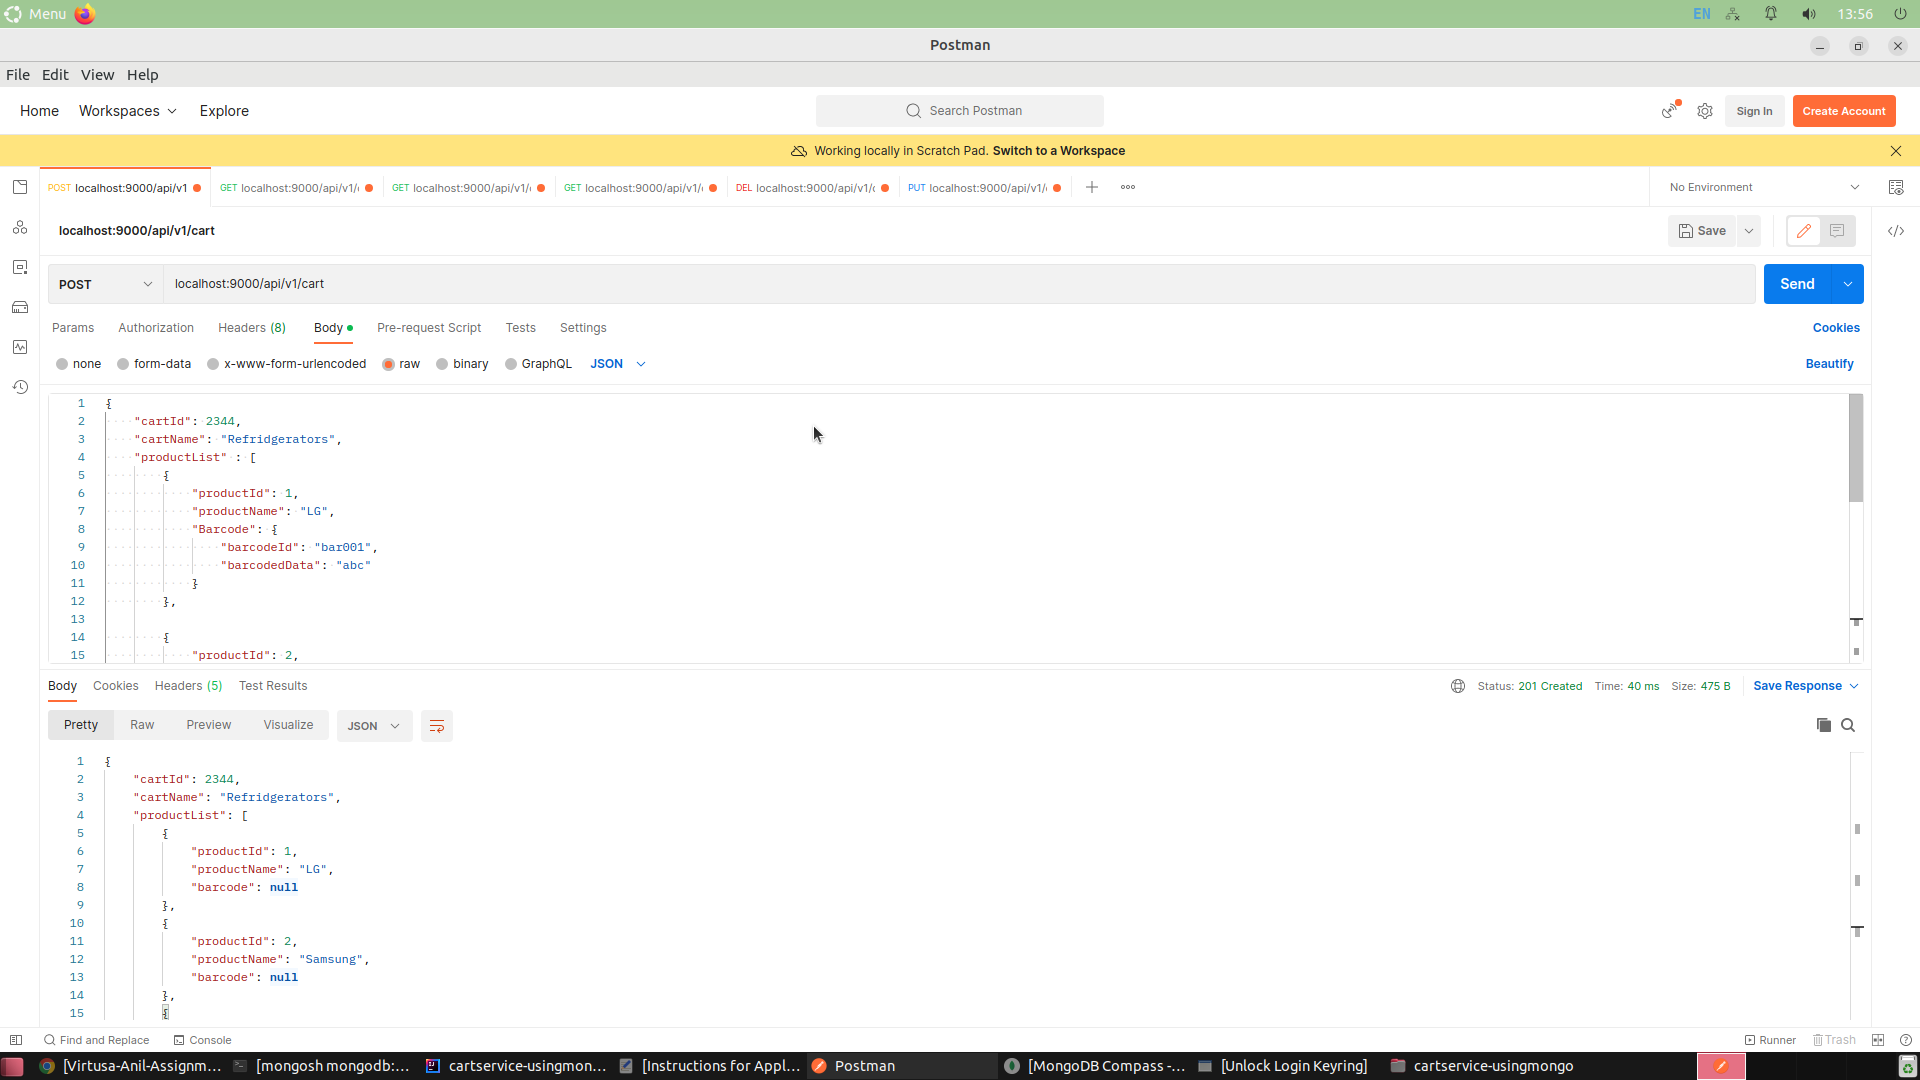 Menu EN 13:56
Postman
File Edit View Help
Home Workspaces Explore Search Postman Sign In Create Account
Working locally in Scratch Pad. Switch to a Workspace
POST localhost:9000/api/v1 GET localhost:9000/api/v1/ GET localhost:9000/api/v1/ GET localhost:9000/api/v1/ DEL localhost:9000/api/v1/ PUT localhost:9000/api/v1/ No Environment
localhost:9000/api/v1/cart Save
POST localhost:9000/api/v1/cart Send
Params Authorization Headers (8) Body Pre-request Script Tests Settings Cookies
none form-data x-www-form-urlencoded raw binary GraphQL JSON Beautify
1 {
2 "cartId": 2344,
3 "cartName": "Refridgerators",
4 "productList" : [
5 {
6 "productId": 1,
7 "productName": "LG",
8 "Barcode": {
9 "barcodeId": "bar001",
10 "barcodedData": "abc"
11 }
12 },
13
14 {
15 "productId": 2,
Body Cookies Headers (5) Test Results Status: 201 Created Time: 40 ms Size: 475 B Save Response
Pretty Raw Preview Visualize JSON
1 {
2 "cartId": 2344,
3 "cartName": "Refridgerators",
4 "productList": [
5 {
6 "productId": 1,
7 "productName": "LG",
8 "barcode": null
9 },
10 {
11 "productId": 2,
12 "productName": "Samsung",
13 "barcode": null
14 },
15 {
Find and Replace Console Runner Trash
[Virtusa-Anil-Assignm... [mongosh mongodb:... cartservice-usingmon... [Instructions for Appl... Postman [MongoDB Compass -... [Unlock Login Keyring] cartservice-usingmongo